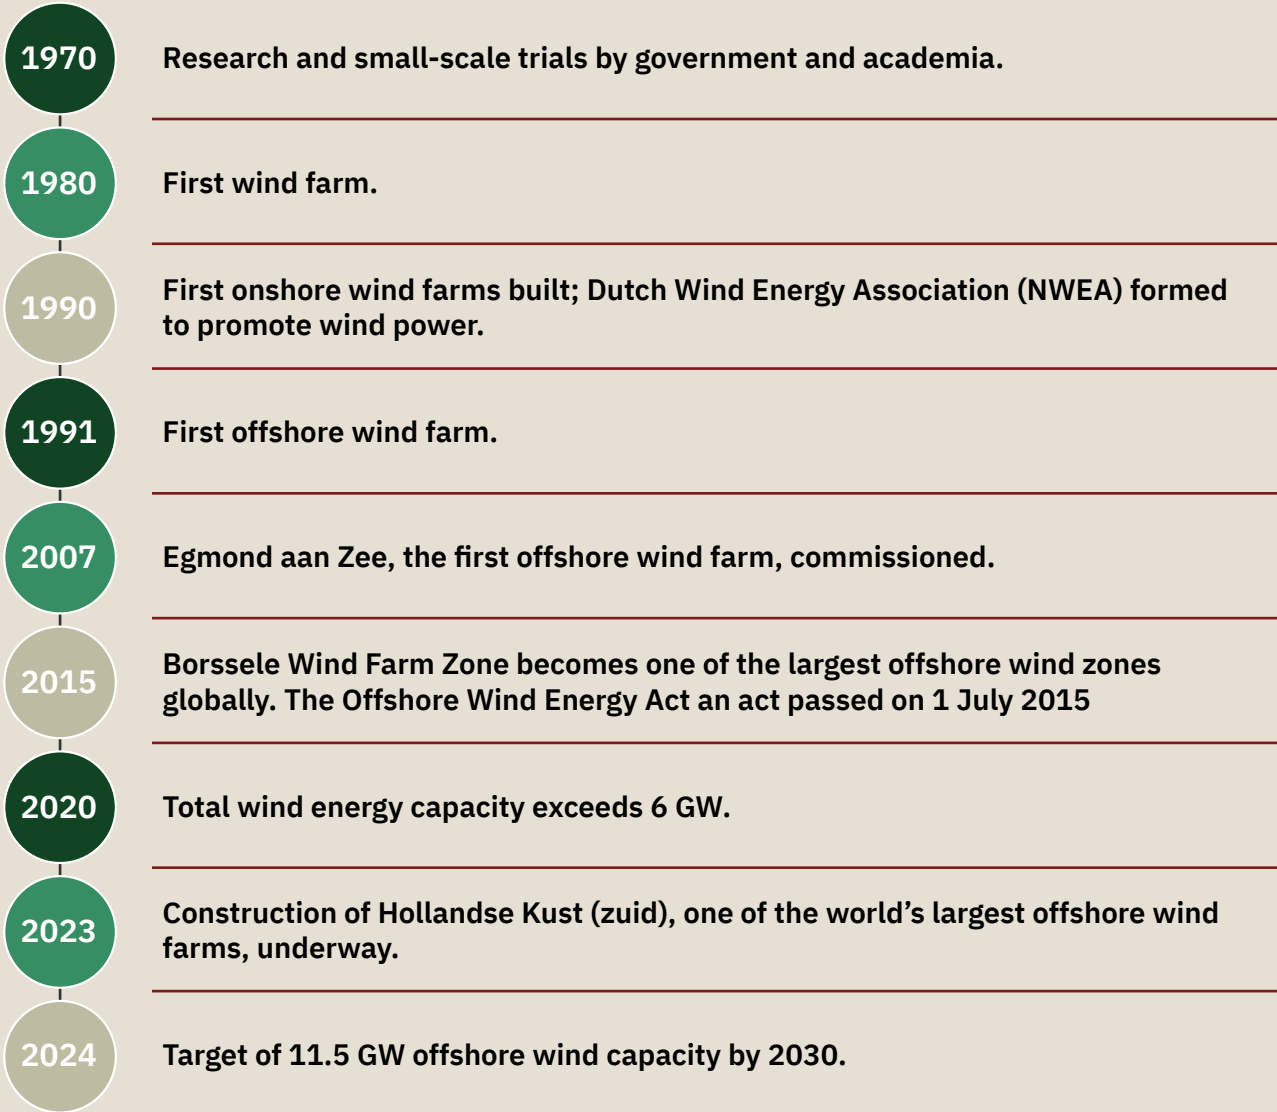 1970
Research and small-scale trials by government and academia.
1980
First wind farm.
1990
First onshore wind farms built; Dutch Wind Energy Association (NWEA) formed
to promote wind power.
1991
First offshore wind farm.
2007
Egmond aan Zee, the first offshore wind farm, commissioned.
2015
Borssele Wind Farm Zone becomes one of the largest offshore wind zones
globally. The Offshore Wind Energy Act an act passed on 1 July 2015
2020
Total wind energy capacity exceeds 6 GW.
2023
Construction of Hollandse Kust (zuid), one of the world’s largest offshore wind
farms, underway.
2024
Target of 11.5 GW offshore wind capacity by 2030.